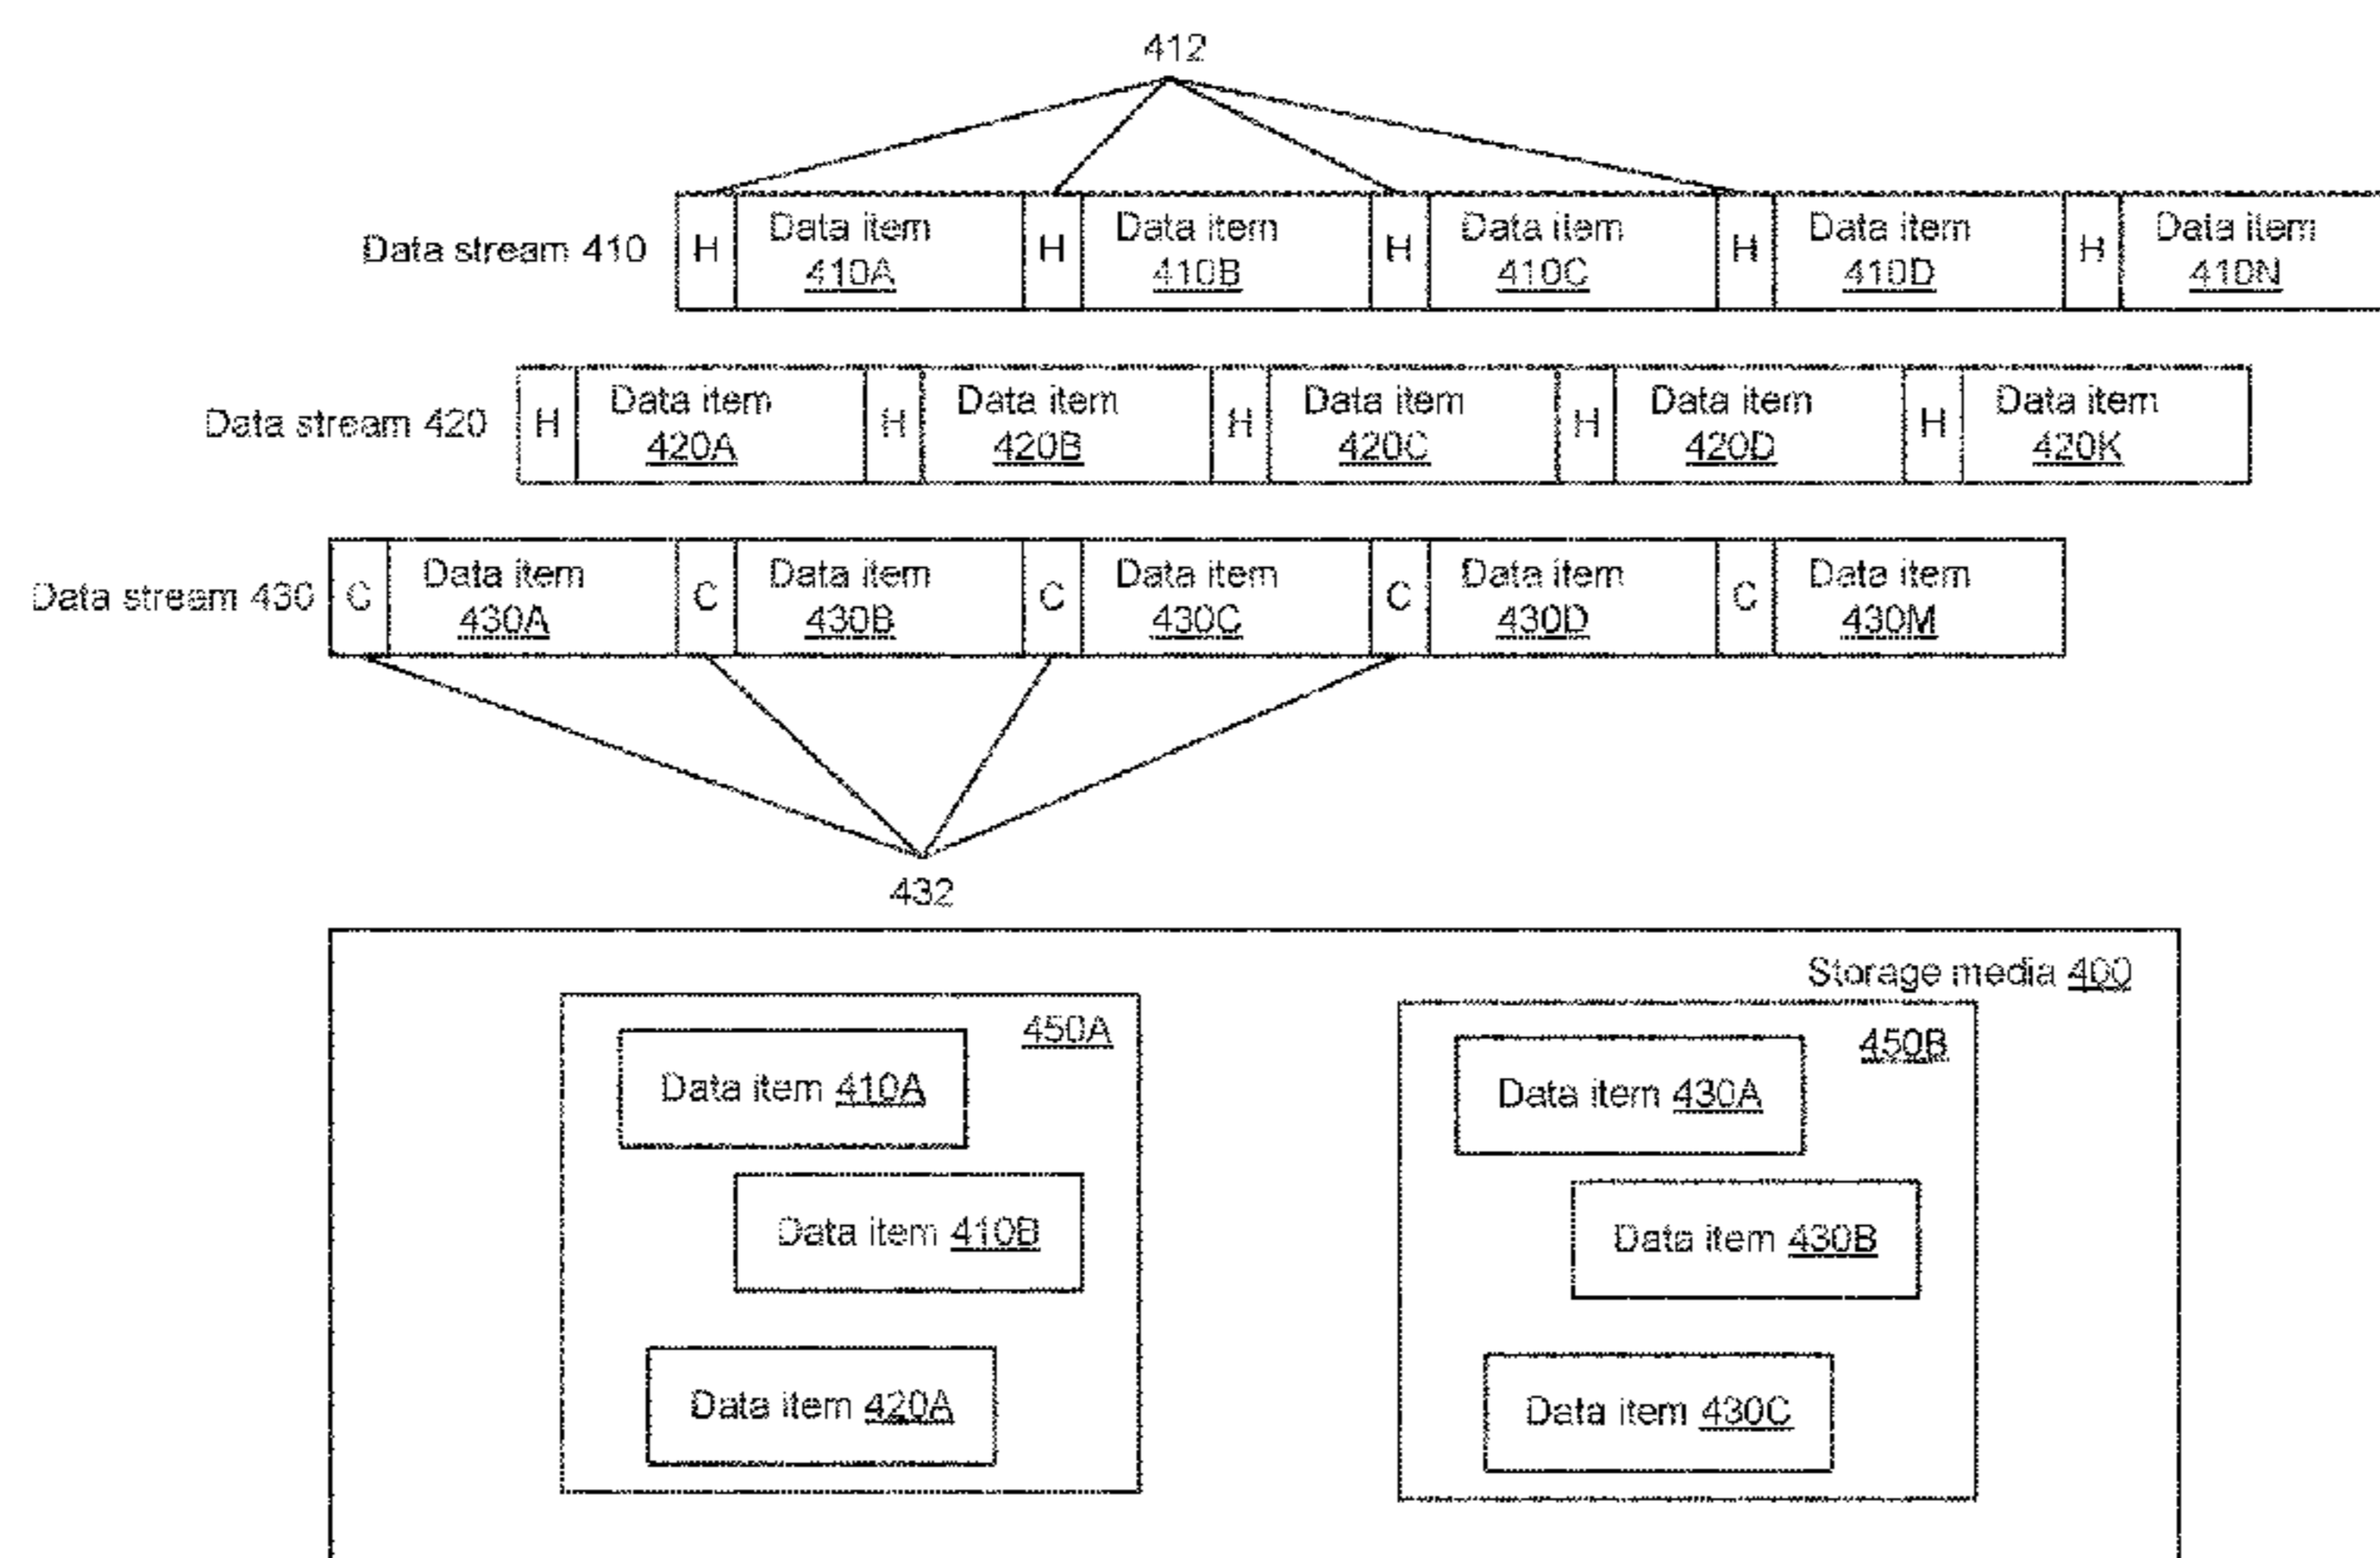 412
Data stream 410 H Data item 410A H Data item 410B H Data item 410C H Data item 410D H Data item 410N
Data stream 420 H Data item 420A H Data item 420B H Data item 420C H Data item 420D H Data item 420K
Data stream 430 C Data item 430A C Data item 430B C Data item 430C C Data item 430D C Data item 430M
432
Storage media 400
450A
Data item 410A
Data item 410B
Data item 420A
450B
Data item 430A
Data item 430B
Data item 430C